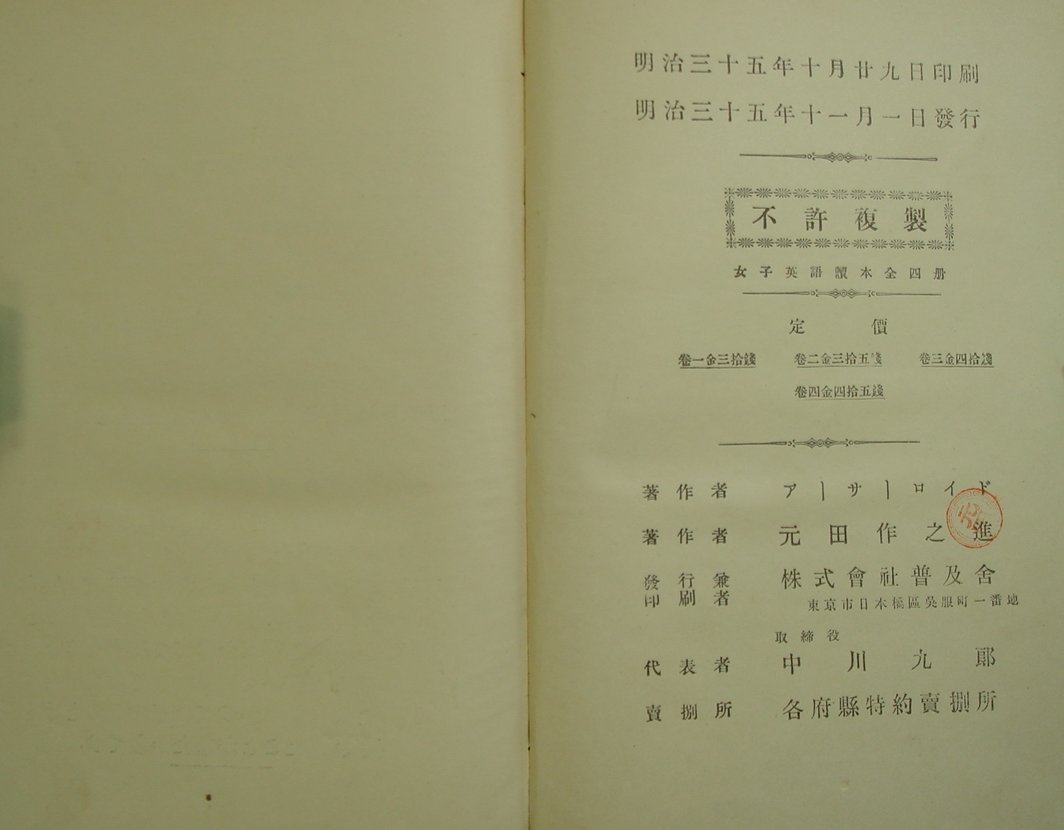 明治三十五年十月廿九日印刷
明治三十五年十一月一日發行
不許複製
女子英語讀本全四册
定價
卷一金三拾錢 卷二金三拾五錢 卷三金四拾錢
卷四金四拾五錢
著作者 アーサーロイド
著作者 元田作之進
發行兼印刷者 株式會社普及舍
東京市日本橋區吳服町一番地
取締役
代表者 中川九郎
賣捌所 各府縣特約賣捌所